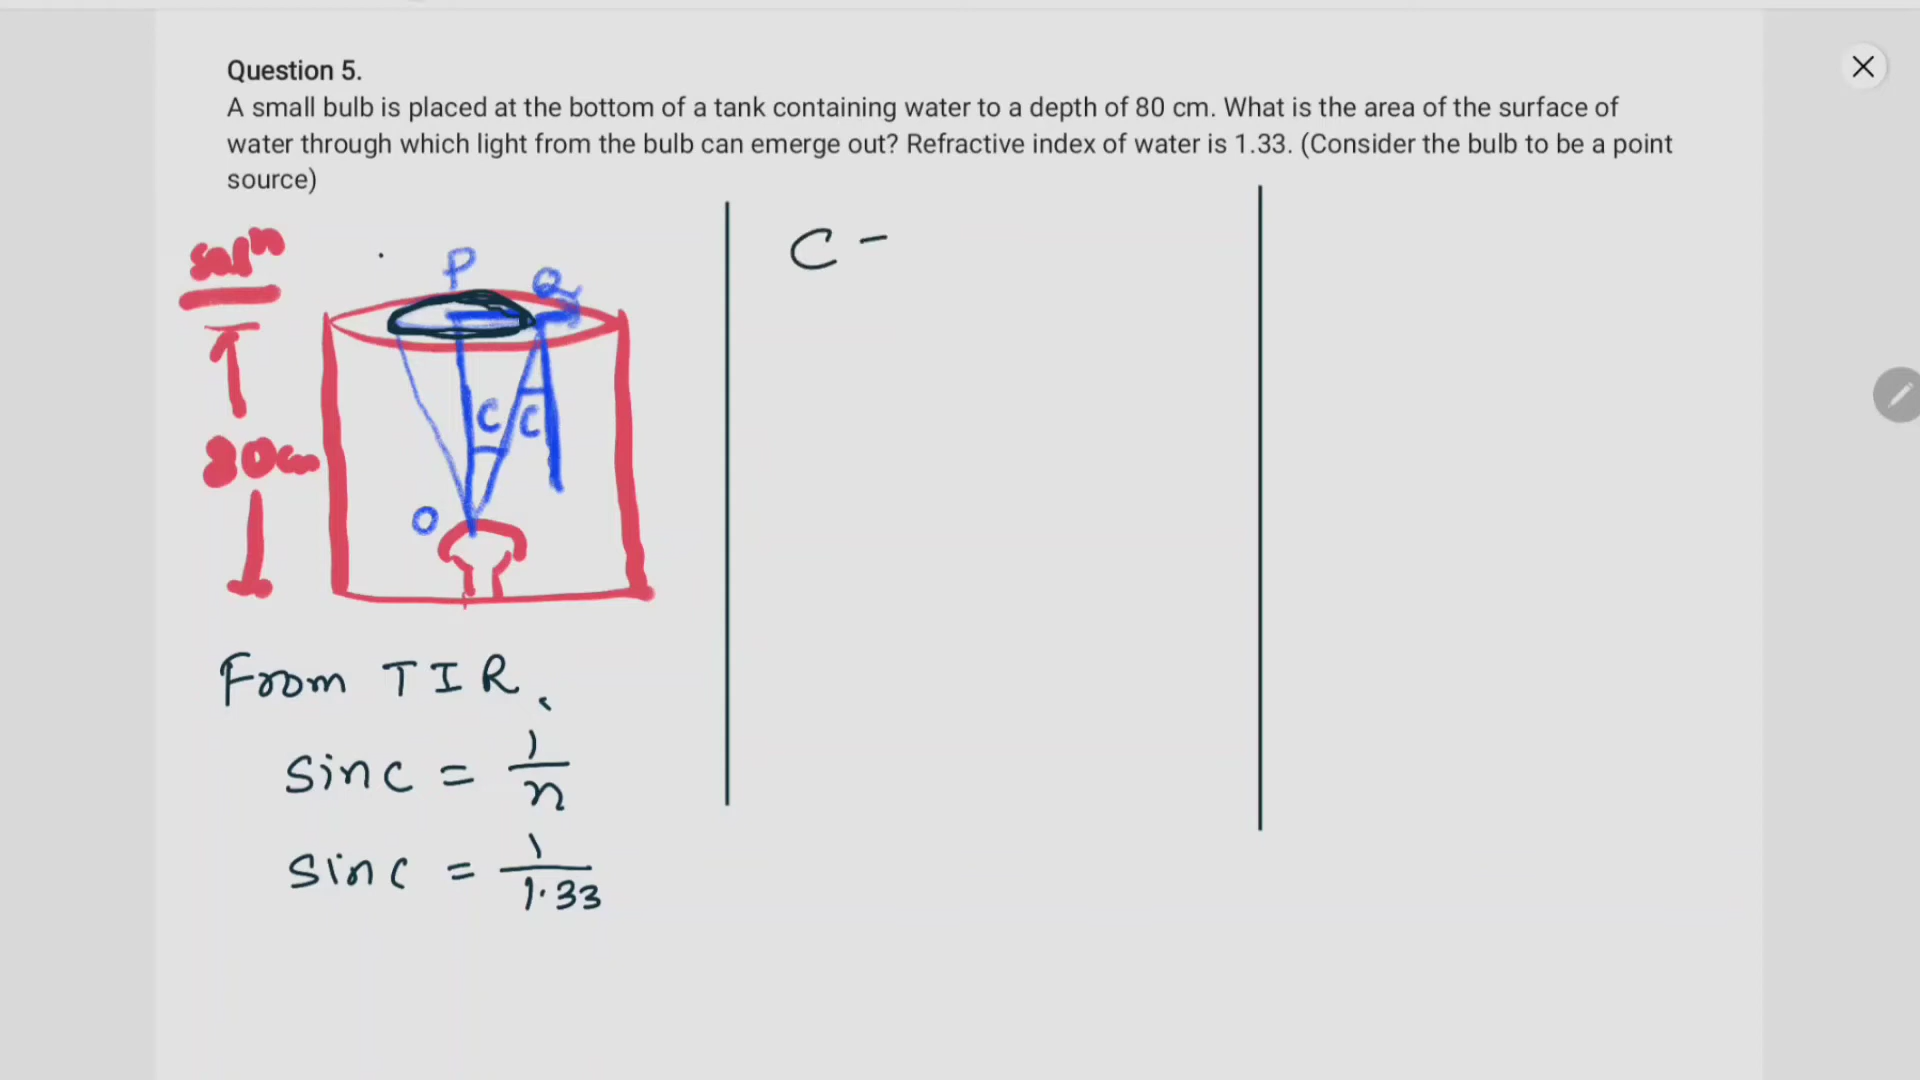 Question 5.
A small bulb is placed at the bottom of a tank containing water to a depth of 80 cm. What is the area of the surface of
water through which light from the bulb can emerge out? Refractive index of water is 1.33. (Consider the bulb to be a point
source)
Soln
80cm
P Q
C C
O
From TIR,
Sin C = 1/n
Sin C = 1/1.33
C -